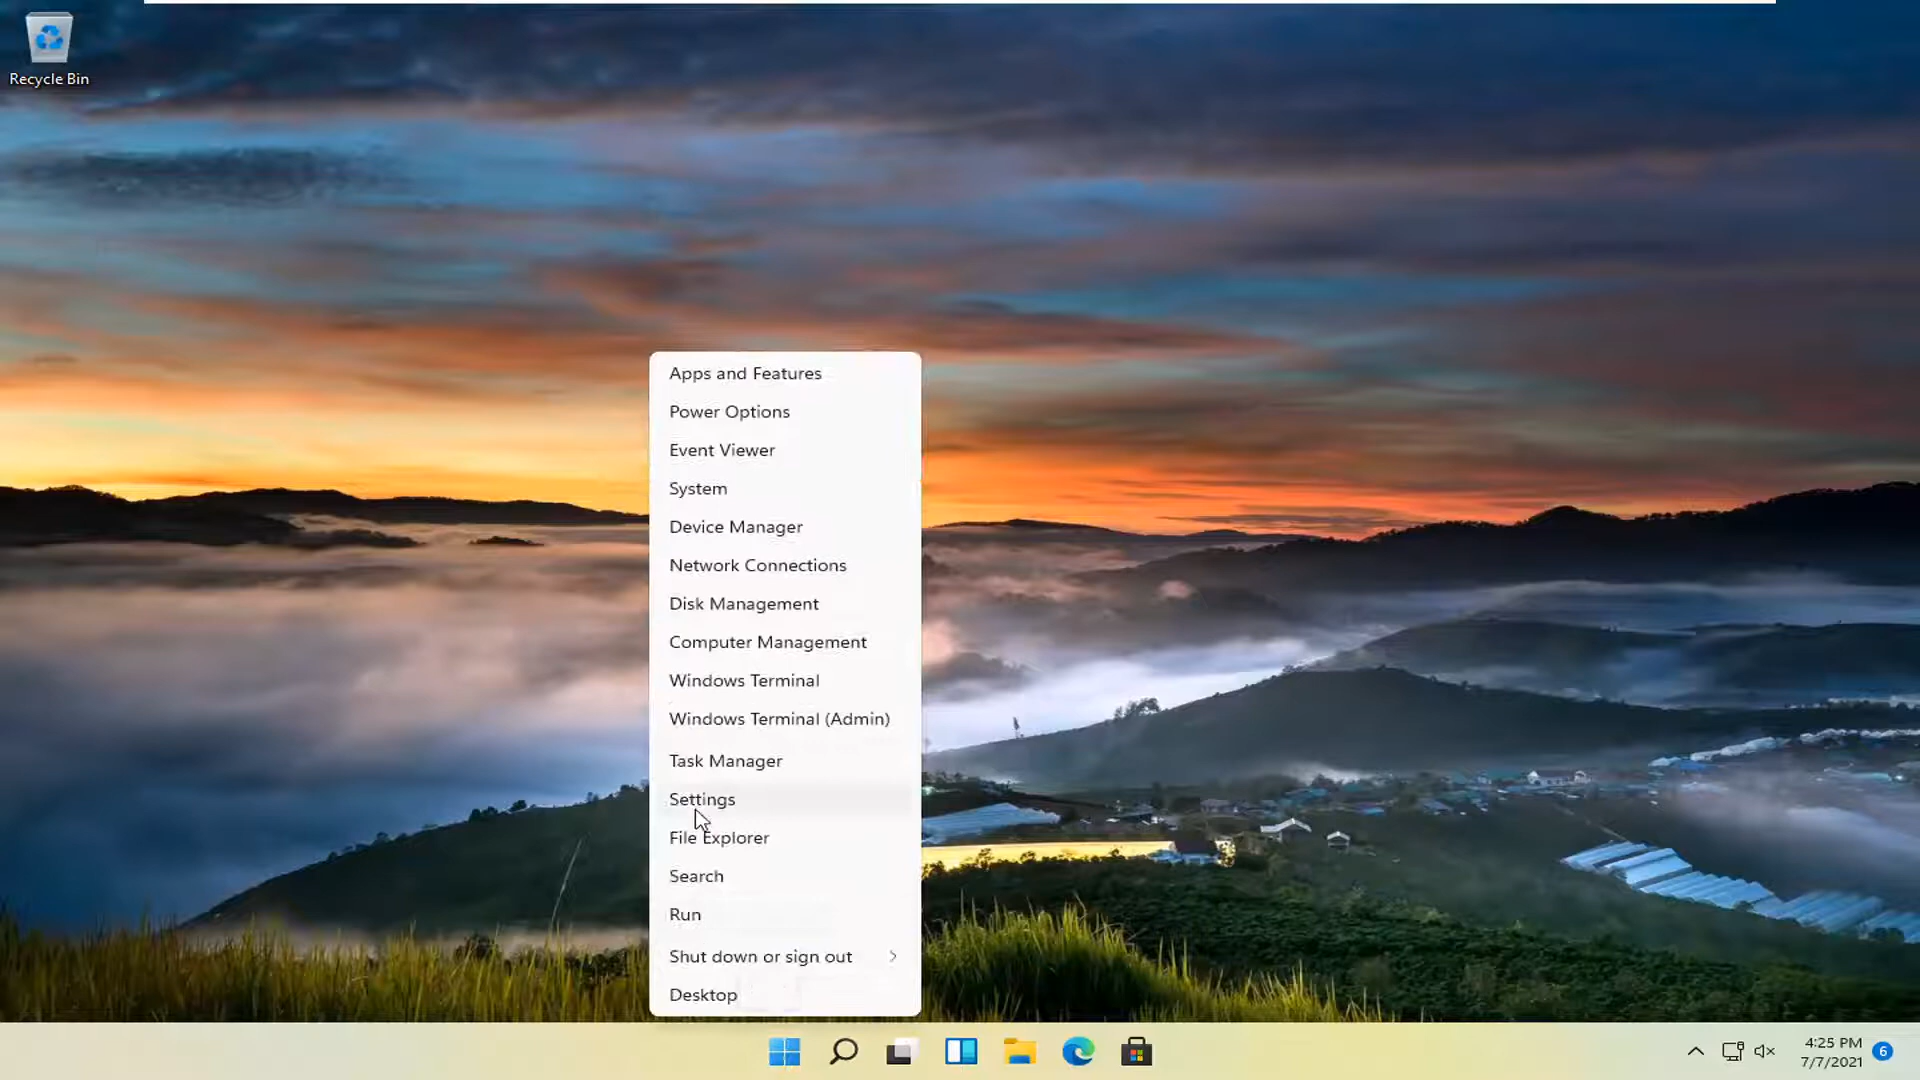 Recycle Bin
Apps and Features
Power Options
Event Viewer
System
Device Manager
Network Connections
Disk Management
Computer Management
Windows Terminal
Windows Terminal (Admin)
Task Manager
Settings
File Explorer
Search
Run
Shut down or sign out
Desktop
4:25 PM
7/7/2021
6